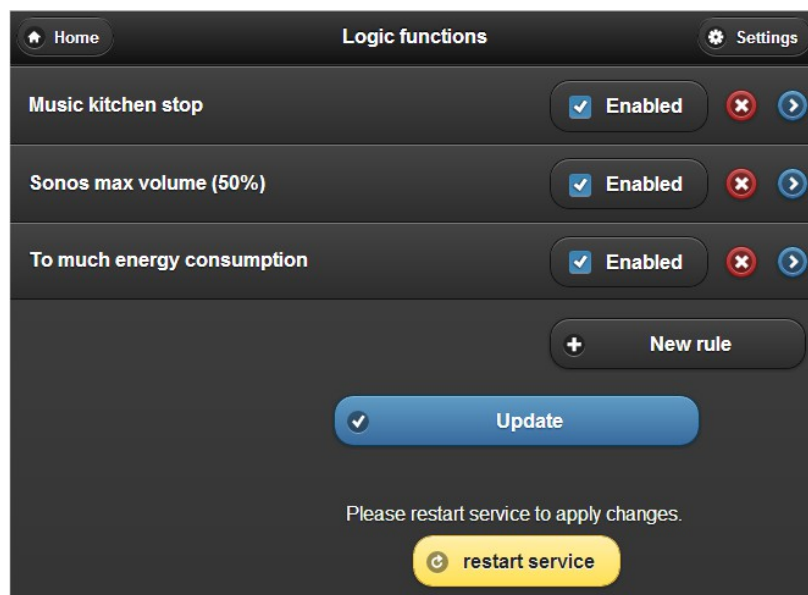 Home Logic functions Settings
Music kitchen stop Enabled
Sonos max volume (50%) Enabled
To much energy consumption Enabled
New rule
Update
Please restart service to apply changes.
restart service